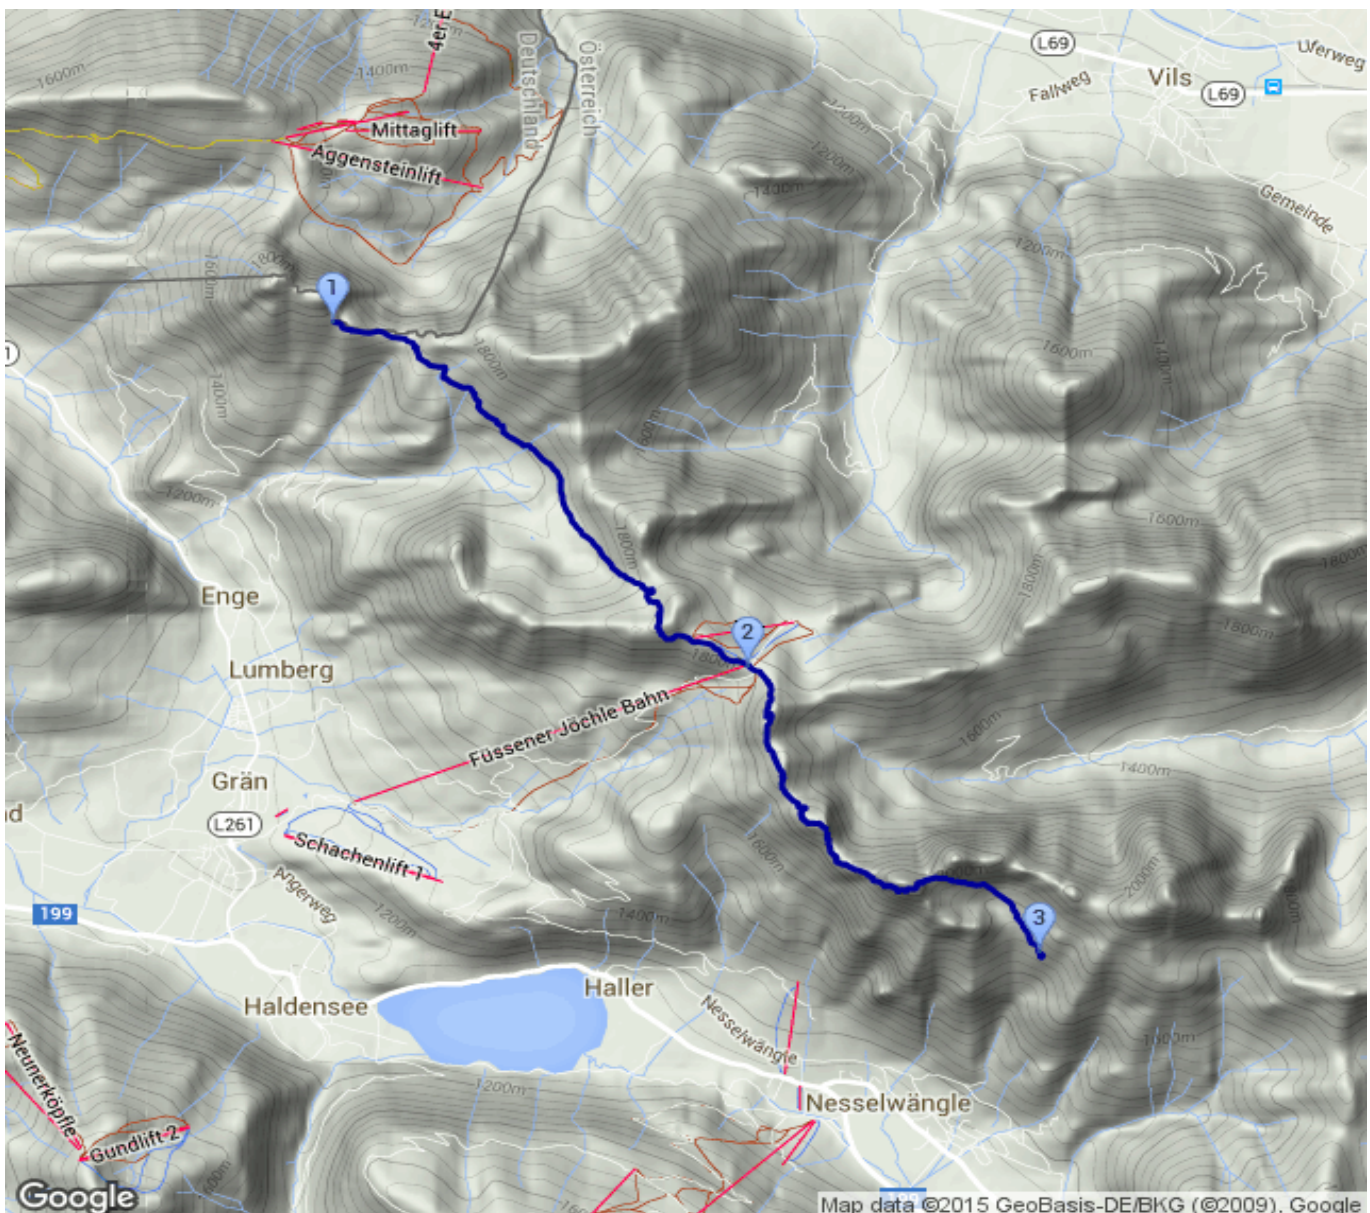 4er E
Deutschland
Österreich
L69
Uferweg
Vils
Fallweg
L69
1200m
1600m
1400m
1000m
Mittaglift
Aggensteinlift
1200m
1400m
Gemeinde
1200m
1800m
1600m
1
1800m
1600m
1400m
1400m
1600m
1200m
1600m
1800m
1800m
Enge
2
1800m
1800m
Lumberg
Füssener Jöchle Bahn
1600m
1400m
Grän
nd
L261
Schachenlift 1
1600m
Angerweg
2000m
199
1200m
1400m
3
Haldensee
Haller
Nesselwängle
Neunerköpfle
1600m
1200m
Nesselwängle
Gundlift 2
Google
Map data ©2015 GeoBasis-DE/BKG (©2009), Google